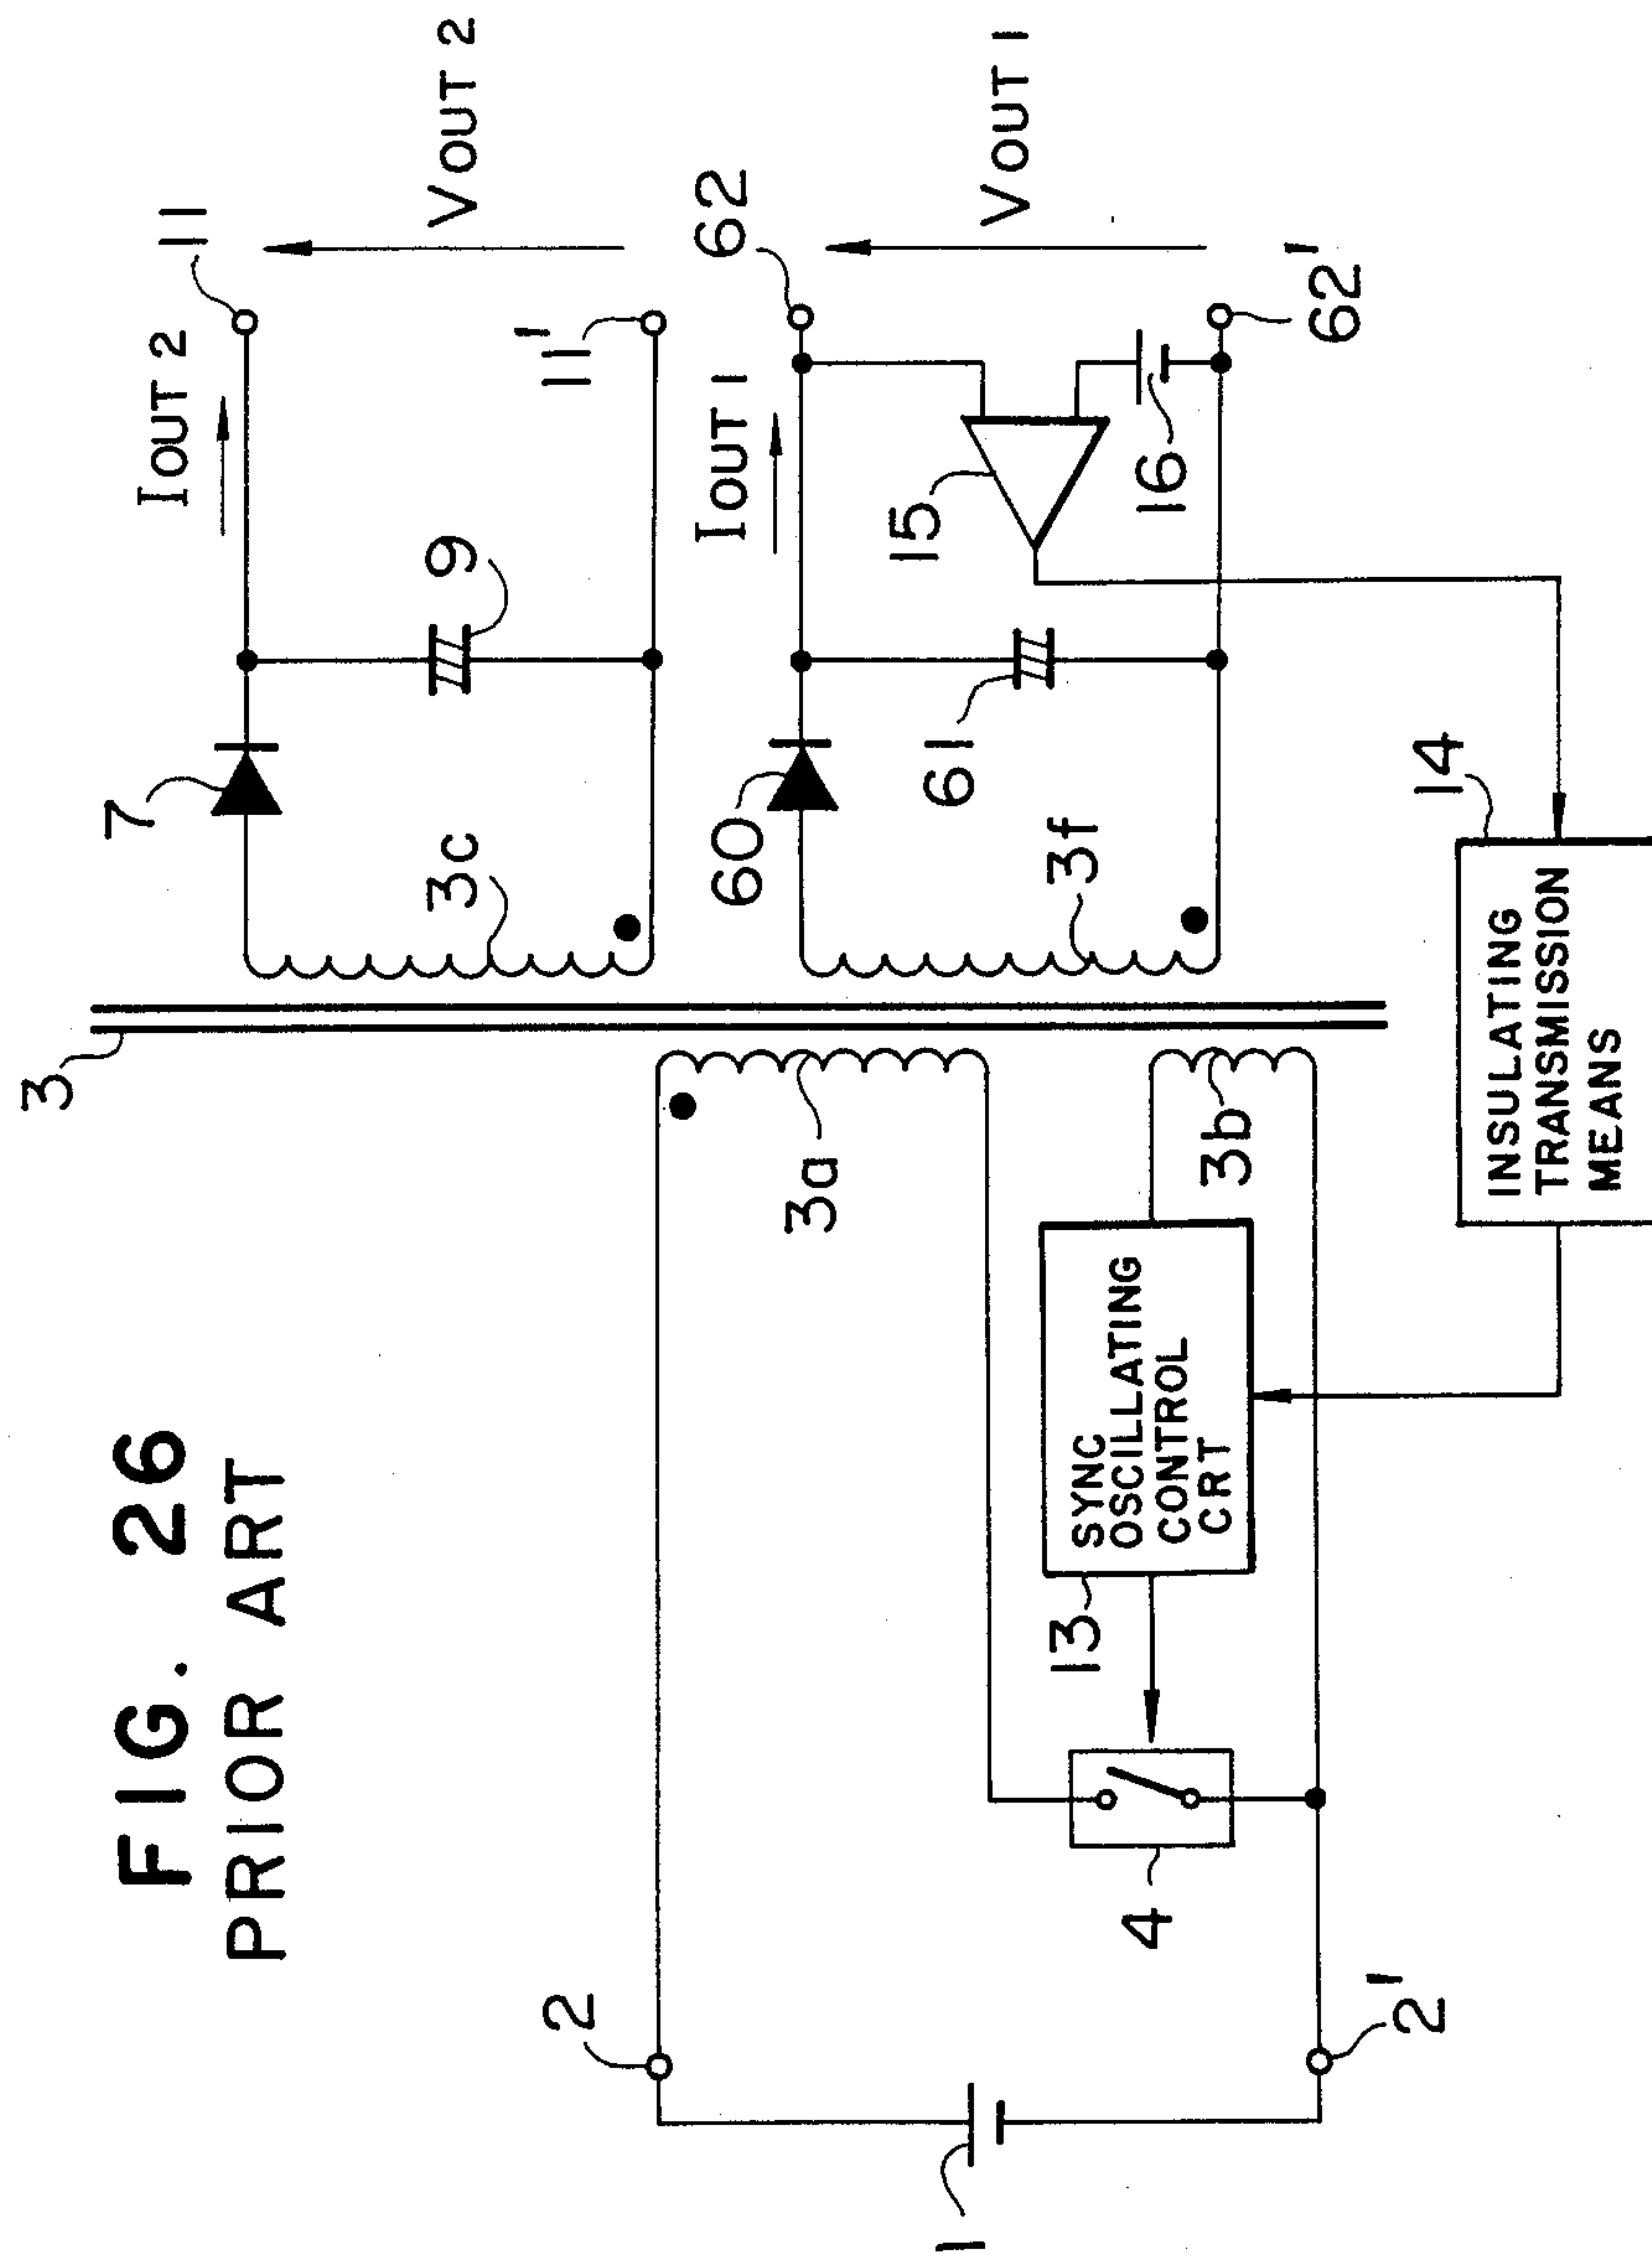 FIG. 26
PRIOR ART
3
7
IOUT 2
11
VOUT 2
3c
9
11'
2
60
IOUT 1
62
3a
61
15
VOUT 1
3f
16
1
13
SYNC
OSCILLATING
CONTROL
CRT
3b
4
62'
2'
14
INSULATING
TRANSMISSION
MEANS